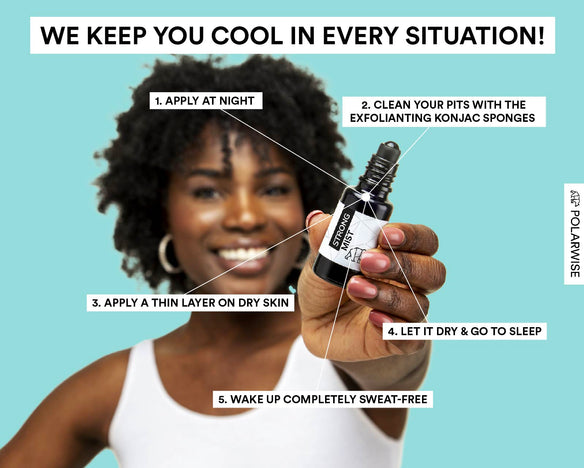 WE KEEP YOU COOL IN EVERY SITUATION!
1. APPLY AT NIGHT
2. CLEAN YOUR PITS WITH THE
EXFOLIANTING KONJAC SPONGES
STRONG
MIST
POLARWISE
3. APPLY A THIN LAYER ON DRY SKIN
4. LET IT DRY & GO TO SLEEP
5. WAKE UP COMPLETELY SWEAT-FREE